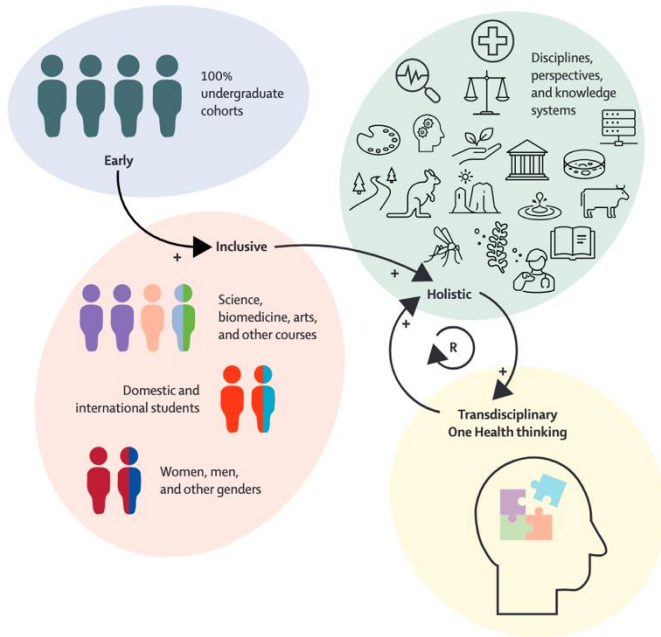 100%
undergraduate
cohorts
Early
+
Inclusive
Science,
biomedicine, arts,
and other courses
Domestic and
international students
Women, men,
and other genders
Disciplines,
perspectives,
and knowledge
systems
+
Holistic
+
R
+
Transdisciplinary
One Health thinking